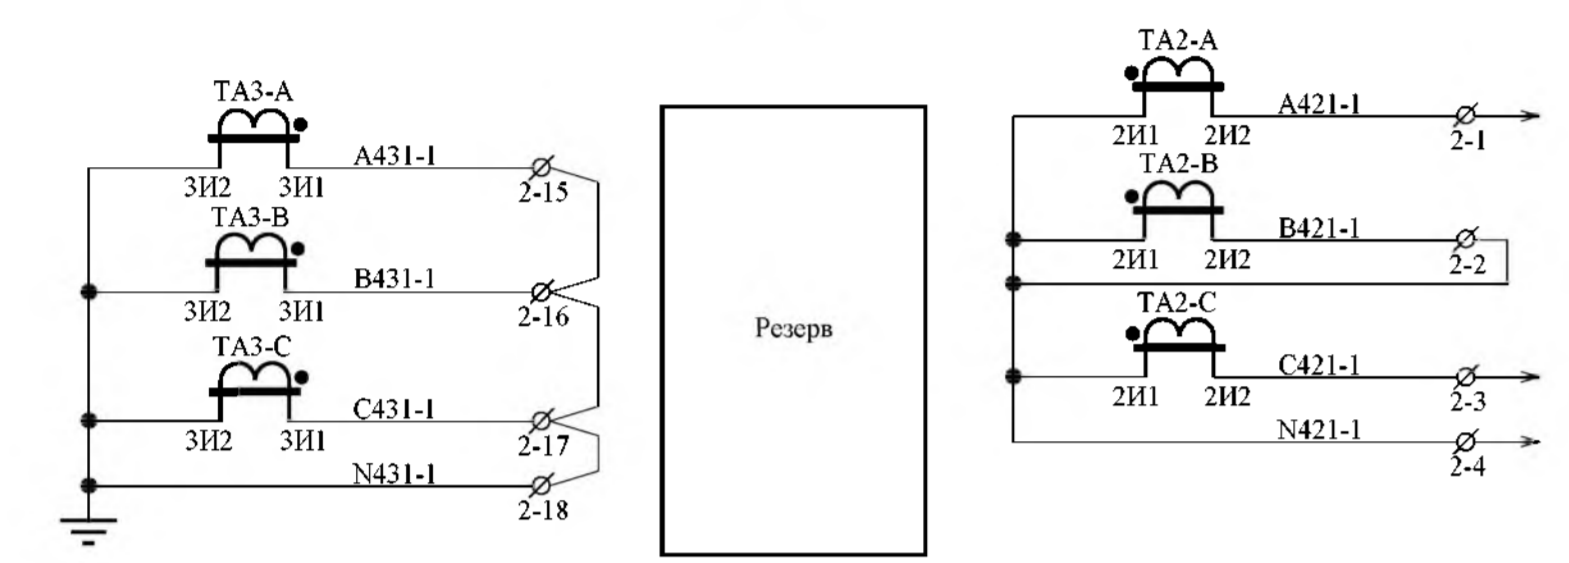 ТА3-А
А431-1
3И2
3И1
2-15
ТА3-В
В431-1
3И2
3И1
2-16
ТА3-С
С431-1
3И2
3И1
2-17
N431-1
2-18
Резерв
ТА2-А
А421-1
2И1
2И2
2-1
ТА2-В
В421-1
2И1
2И2
2-2
ТА2-С
С421-1
2И1
2И2
2-3
N421-1
2-4